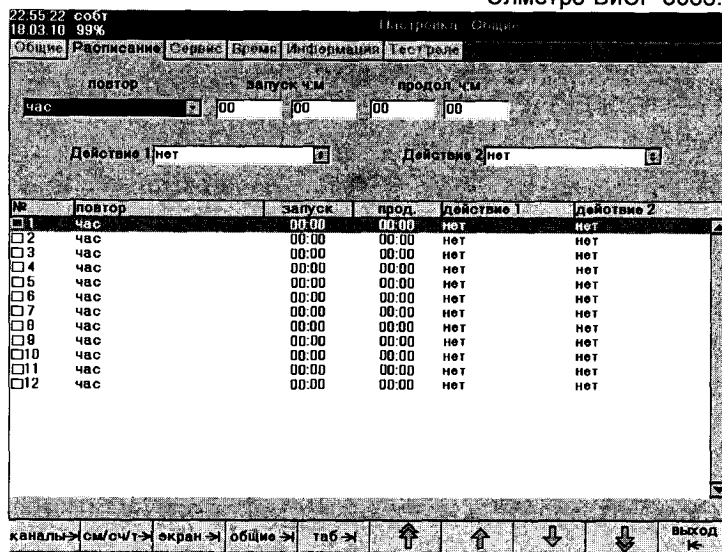 22:55:22 собт
18.03.10 99%
Настройка Общие
Общие Расписание Сервис Время Информация Тест реле
повтор запуск ч:м продол. ч:м
час 00 00 00 00
Действие 1 нет Действие 2 нет
№ повтор запуск прод. действие 1 действие 2
1 час 00:00 00:00 нет нет
2 час 00:00 00:00 нет нет
3 час 00:00 00:00 нет нет
4 час 00:00 00:00 нет нет
5 час 00:00 00:00 нет нет
6 час 00:00 00:00 нет нет
7 час 00:00 00:00 нет нет
8 час 00:00 00:00 нет нет
9 час 00:00 00:00 нет нет
10 час 00:00 00:00 нет нет
11 час 00:00 00:00 нет нет
12 час 00:00 00:00 нет нет
каналы см/сч/т экран общие таб выход